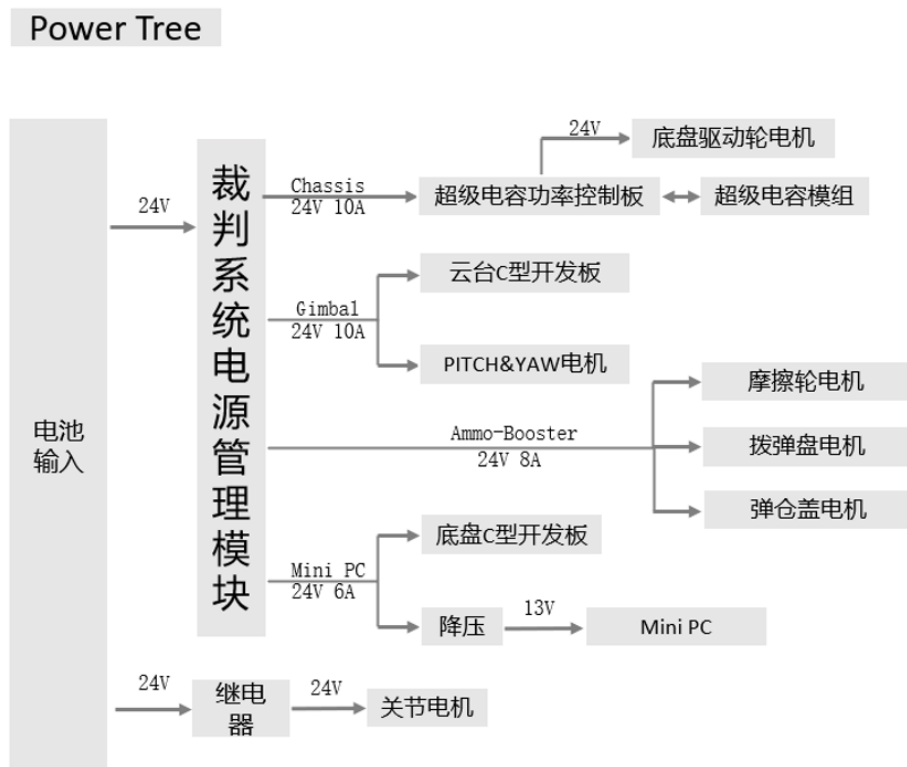 Power Tree
24V
底盘驱动轮电机
裁判系统电源管理模块
24V
Chassis
24V 10A
超级电容功率控制板
超级电容模组
云台C型开发板
Gimbal
24V 10A
PITCH&YAW电机
摩擦轮电机
电池
输入
Ammo-Booster
24V 8A
拨弹盘电机
弹仓盖电机
底盘C型开发板
Mini PC
24V 6A
降压
13V
Mini PC
24V
继电
器
24V
关节电机